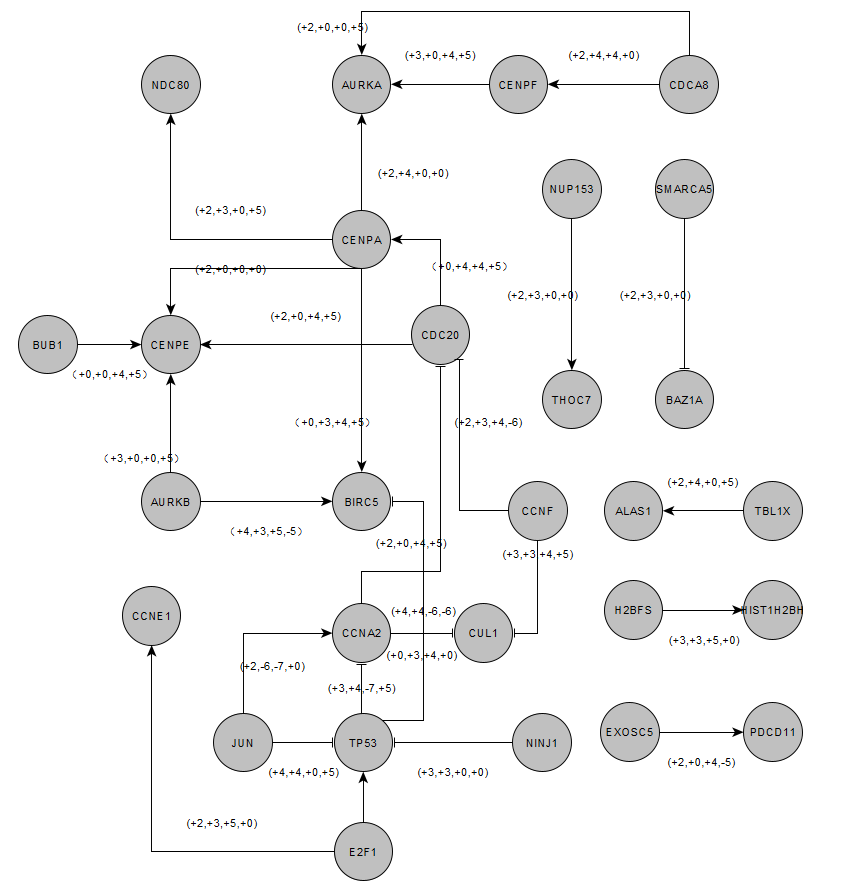 (+2,+0,+0,+5)
(+3,+0,+4,+5)
(+2,+4,+4,+0)
NDC80
AURKA
CENPF
CDCA8
(+2,+4,+0,+0)
NUP153
SMARCA5
(+2,+3,+0,+5)
CENPA
(+2,+0,+0,+0)
(+0,+4,+4,+5)
(+2,+3,+0,+0)
(+2,+3,+0,+0)
(+2,+0,+4,+5)
CDC20
BUB1
CENPE
(+0,+0,+4,+5)
THOC7
BAZ1A
(+0,+3,+4,+5)
(+2,+3,+4,-6)
(+3,+0,+0,+5)
(+2,+4,+0,+5)
AURKB
BIRC5
CCNF
ALAS1
TBL1X
(+4,+3,+5,-5)
(+2,+0,+4,+5)
(+3,+3,+4,+5)
CCNE1
(+4,+4,-6,-6)
H2BFS
HIST1H2BH
CCNA2
CUL1
(+3,+3,+5,+0)
(+0,+3,+4,+0)
(+2,-6,-7,+0)
(+3,+4,-7,+5)
JUN
TP53
NINJ1
EXOSC5
PDCD11
(+4,+4,+0,+5)
(+3,+3,+0,+0)
(+2,+0,+4,-5)
(+2,+3,+5,+0)
E2F1